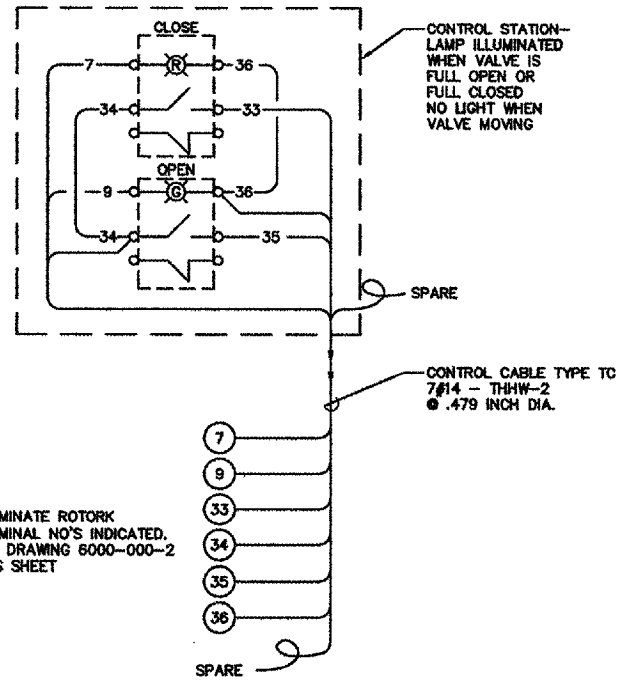 CLOSE
7
R
36
34
33
OPEN
9
G
36
34
35
CONTROL STATION-
LAMP ILLUMINATED
WHEN VALVE IS
FULL OPEN OR
FULL CLOSED
NO LIGHT WHEN
VALVE MOVING
SPARE
CONTROL CABLE TYPE TC
7#14 - THHW-2
@ .479 INCH DIA.
7
9
33
34
35
36
MINATE ROTORK
MINAL NO'S INDICATED.
DRAWING 6000-000-2
S SHEET
SPARE